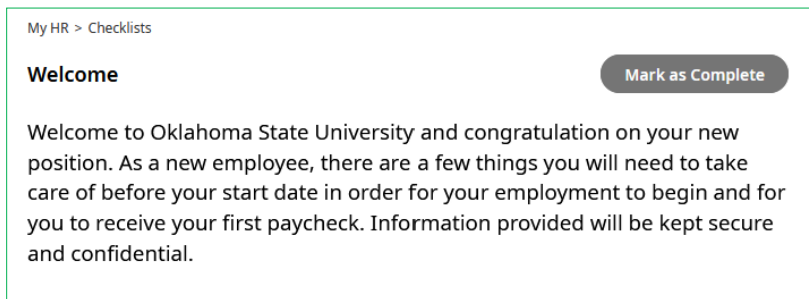 My HR > Checklists
Welcome
Mark as Complete
Welcome to Oklahoma State University and congratulation on your new
position. As a new employee, there are a few things you will need to take
care of before your start date in order for your employment to begin and for
you to receive your first paycheck. Information provided will be kept secure
and confidential.